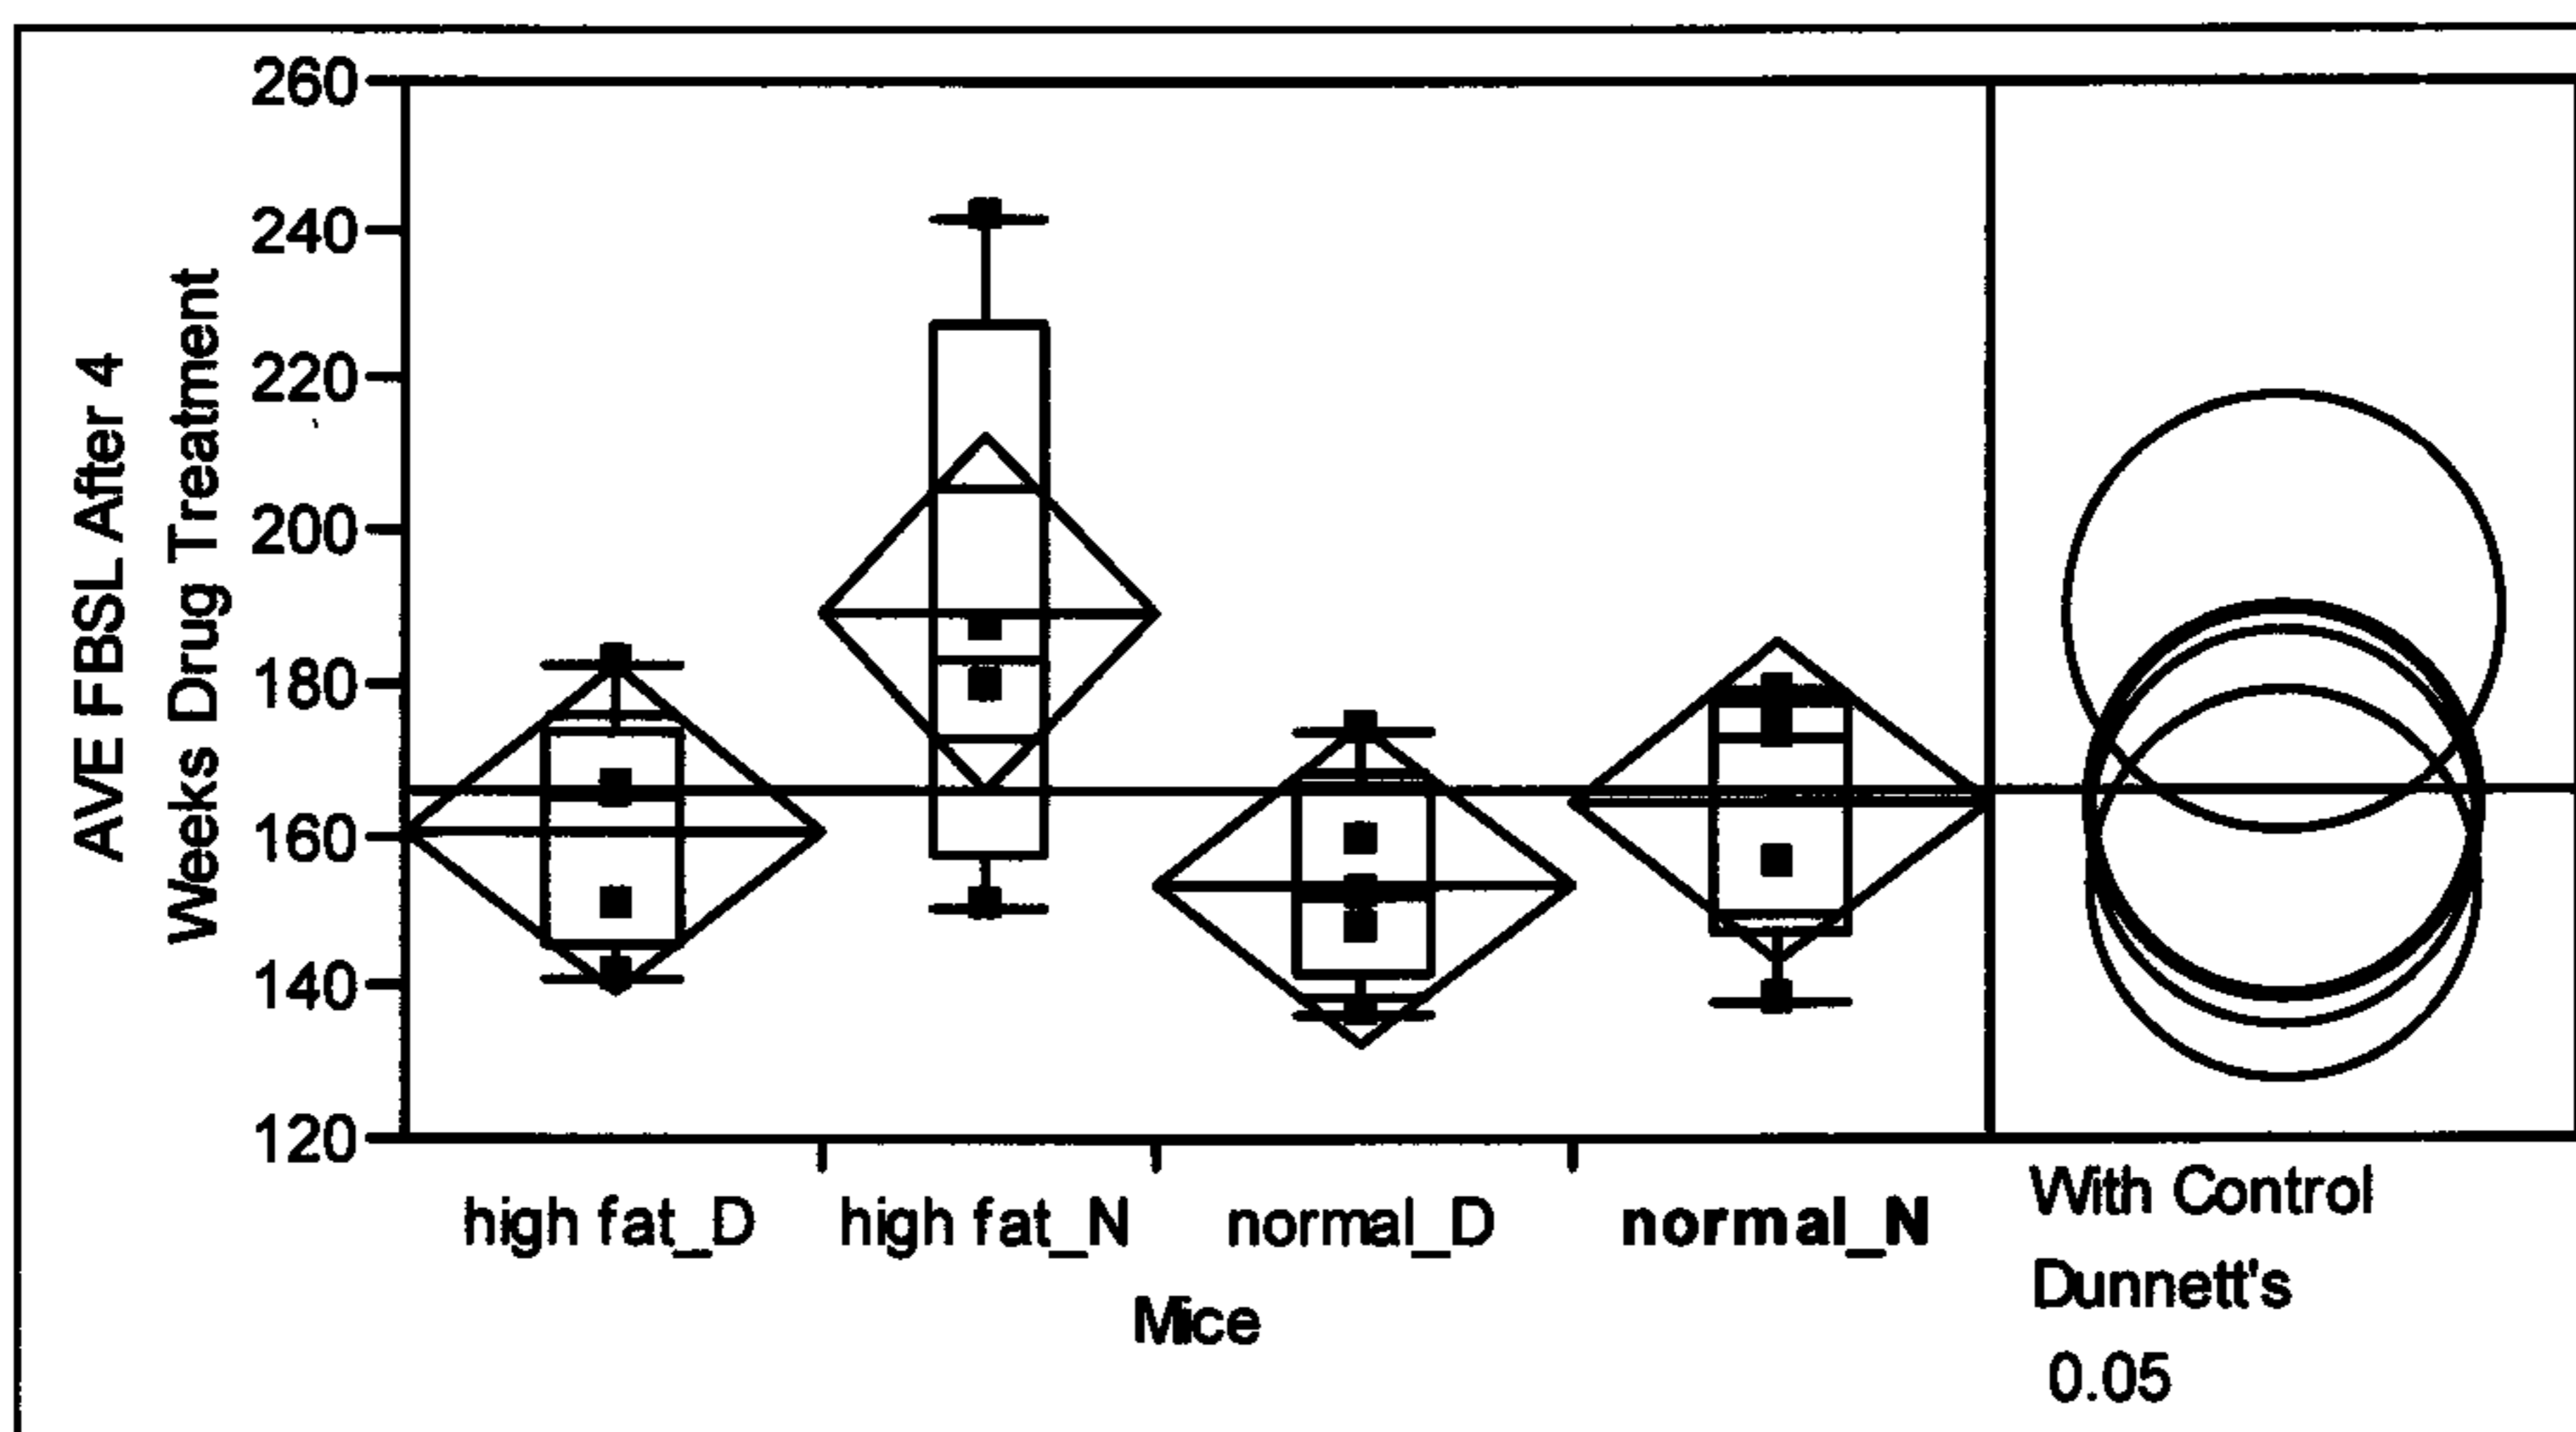 AVE FBSL After 4
Weeks Drug Treatment
260
240
220
200
180
160
140
120
high fat_D
high fat_N
normal_D
normal_N
Mice
With Control
Dunnett's
0.05